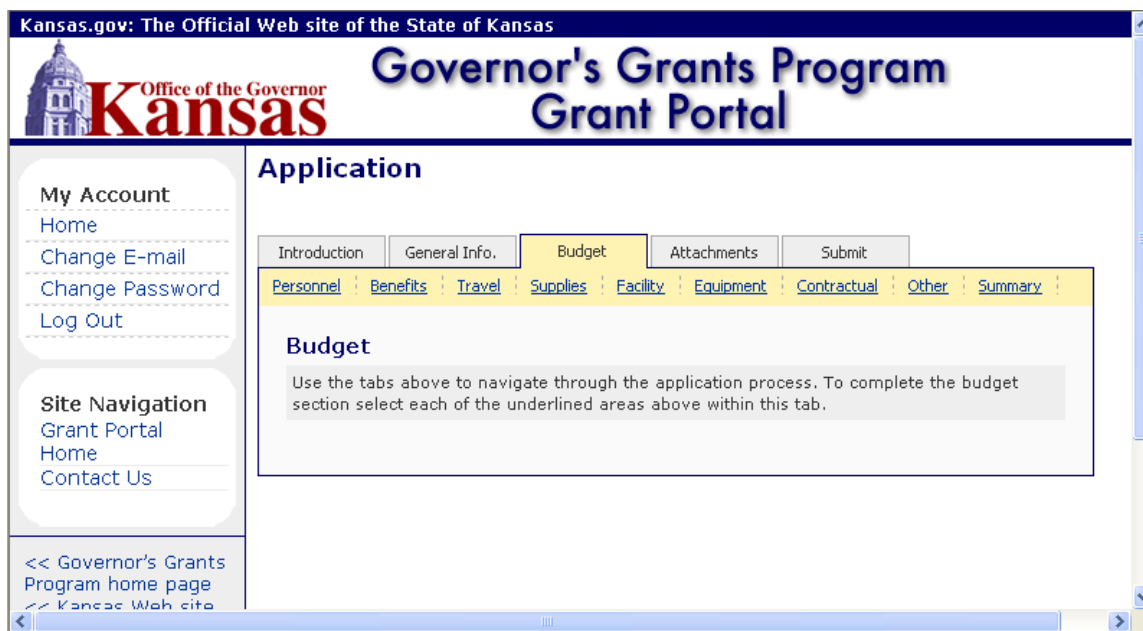 Kansas.gov: The Official Web site of the State of Kansas
Office of the Governor
Kansas
Governor's Grants Program
Grant Portal
My Account
Home
Change E-mail
Change Password
Log Out
Site Navigation
Grant Portal
Home
Contact Us
<< Governor's Grants
Program home page
<< Kansas Web site
Application
Introduction General Info. Budget Attachments Submit
Personnel Benefits Travel Supplies Facility Equipment Contractual Other Summary
Budget
Use the tabs above to navigate through the application process. To complete the budget
section select each of the underlined areas above within this tab.